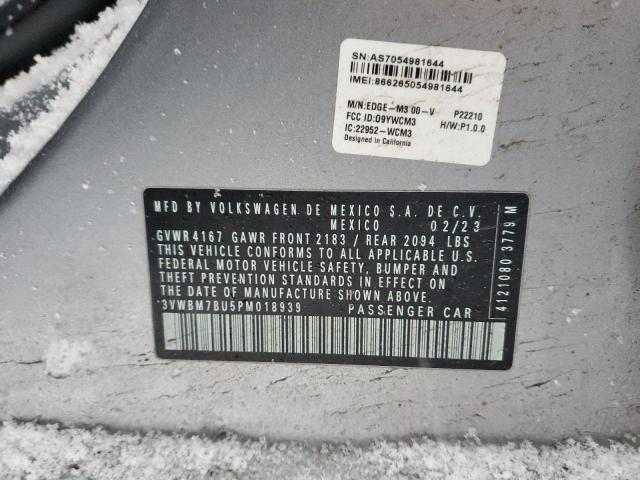 SN:AS7054981644
IMEI:866265054981644
M/N:EDGE-M3 00-V P22210
FCC ID:O9YWCM3 H/W:P1.0.0
IC:22952-WCM3
Designed in California
MFD BY VOLKSWAGEN DE MEXICO S.A. DE C.V.
MEXICO 02/23
GVWR4167 GAWR FRONT 2183 / REAR 2094 LBS
THIS VEHICLE CONFORMS TO ALL APPLICABLE U.S.
FEDERAL MOTOR VEHICLE SAFETY, BUMPER AND
THEFT PREVENTION STANDARDS IN EFFECT ON
THE DATE OF MANUFACTURE SHOWN ABOVE.
3VWBM7BU5PM018939 PASSENGER CAR
4121080 3779 M